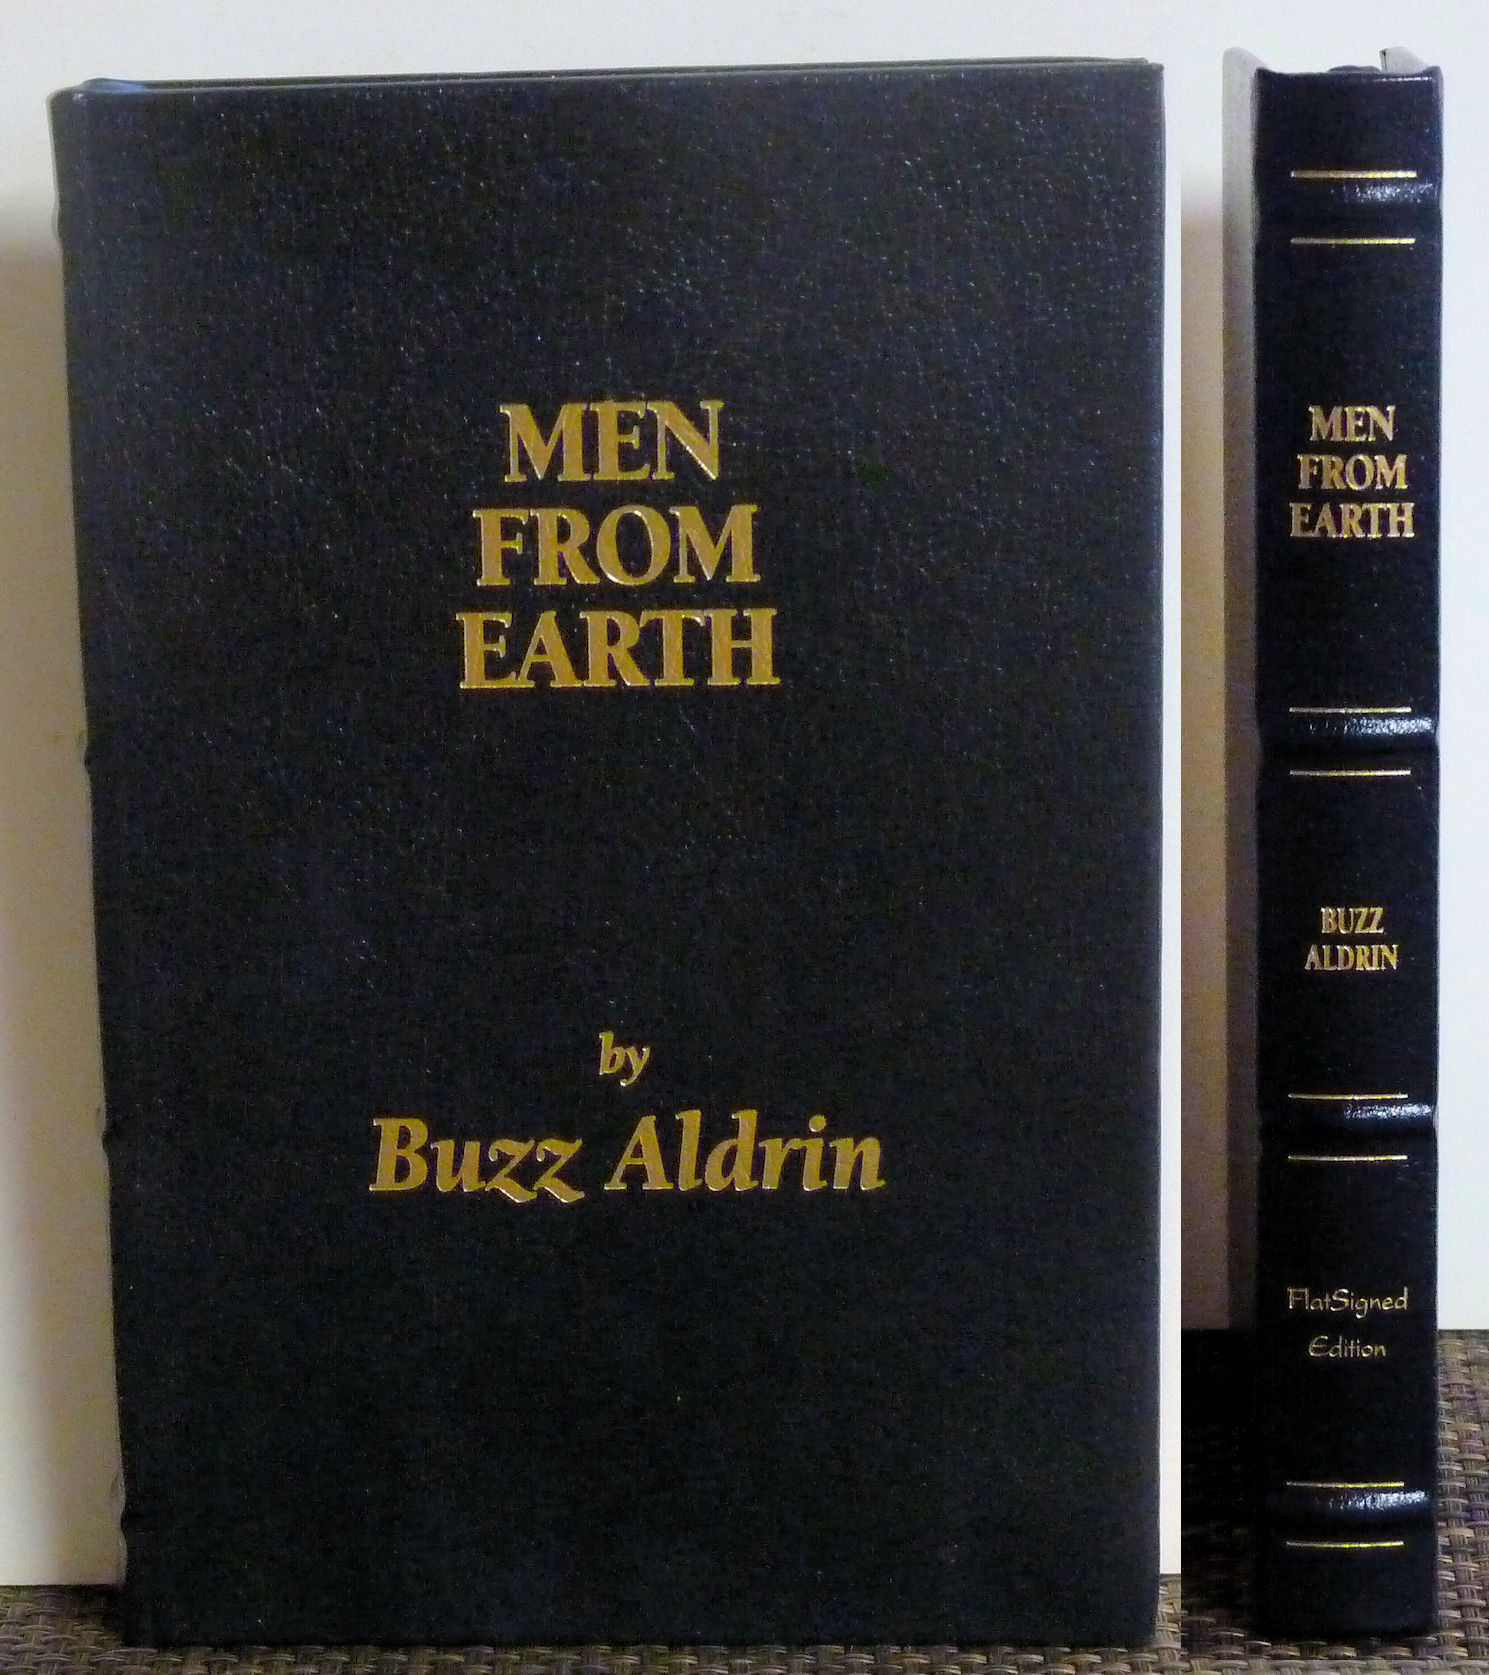 MEN
FROM
EARTH
by
Buzz Aldrin
MEN
FROM
EARTH
BUZZ
ALDRIN
FlatSigned
Edition